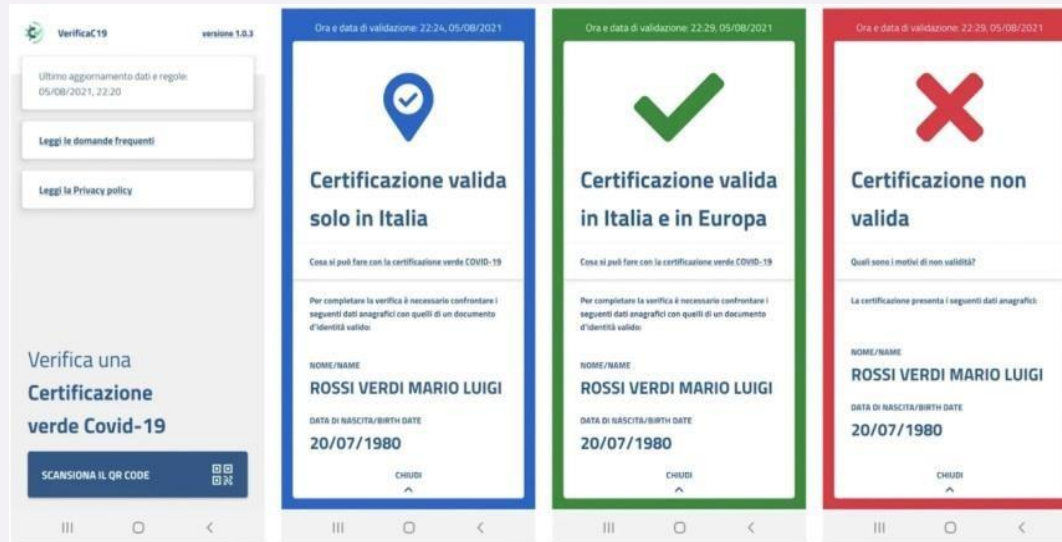 VerificaC19
versione 1.0.3
Ultimo aggiornamento dati e regole:
05/08/2021, 22:20
Leggi le domande frequenti
Leggi la Privacy policy
Verifica una
Certificazione
verde Covid-19
SCANSIONA IL QR CODE
Ora e data di validazione: 22:24, 05/08/2021
Certificazione valida
solo in Italia
Cosa si può fare con la certificazione verde COVID-19
Per completare la verifica è necessario confrontare i
seguenti dati anagrafici con quelli di un documento
d'identità valido:
NOME/NAME
ROSSI VERDI MARIO LUIGI
DATA DI NASCITA/BIRTH DATE
20/07/1980
CHIUDI
Ora e data di validazione: 22:29, 05/08/2021
Certificazione valida
in Italia e in Europa
Cosa si può fare con la certificazione verde COVID-19
Per completare la verifica è necessario confrontare i
seguenti dati anagrafici con quelli di un documento
d'identità valido:
NOME/NAME
ROSSI VERDI MARIO LUIGI
DATA DI NASCITA/BIRTH DATE
20/07/1980
CHIUDI
Ora e data di validazione: 22:29, 05/08/2021
Certificazione non
valida
Quali sono i motivi di non validità?
La certificazione presenta i seguenti dati anagrafici:
NOME/NAME
ROSSI VERDI MARIO LUIGI
DATA DI NASCITA/BIRTH DATE
20/07/1980
CHIUDI